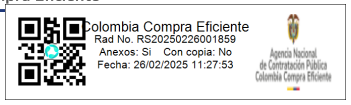 Colombia Compra Eficiente
Rad No. RS20250226001859
Anexos: Si Con copia: No
Fecha: 26/02/2025 11:27:53
Agencia Nacional
de Contratación Pública
Colombia Compra Eficiente